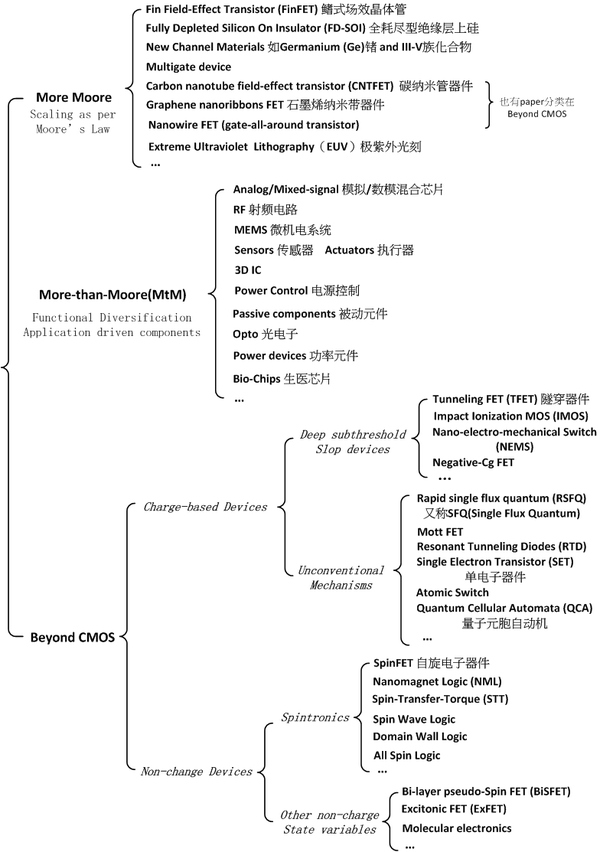 Fin Field-Effect Transistor (FinFET) 鳍式场效晶体管
Fully Depleted Silicon On Insulator (FD-SOI) 全耗尽型绝缘层上硅
New Channel Materials 如Germanium (Ge)锗 and III-V族化合物
Multigate device
More Moore
Scaling as per
Moore's Law
Carbon nanotube field-effect transistor (CNTFET) 碳纳米管器件
Graphene nanoribbons FET 石墨烯纳米带器件
Nanowire FET (gate-all-around transistor)
也有paper分类在
Beyond CMOS
Extreme Ultraviolet Lithography（EUV）极紫外光刻
...
More-than-Moore(MtM)
Functional Diversification
Application driven components
Analog/Mixed-signal 模拟/数模混合芯片
RF 射频电路
MEMS 微机电系统
Sensors 传感器 Actuators 执行器
3D IC
Power Control 电源控制
Passive components 被动元件
Opto 光电子
Power devices 功率元件
Bio-Chips 生医芯片
...
Beyond CMOS
Charge-based Devices
Deep subthreshold
Slop devices
Tunneling FET (TFET) 隧穿器件
Impact Ionization MOS (IMOS)
Nano-electro-mechanical Switch
(NEMS)
Negative-Cg FET
...
Unconventional
Mechanisms
Rapid single flux quantum (RSFQ)
又称SFQ(Single Flux Quantum)
Mott FET
Resonant Tunneling Diodes (RTD)
Single Electron Transistor (SET)
单电子器件
Atomic Switch
Quantum Cellular Automata (QCA)
量子元胞自动机
...
Non-change Devices
Spintronics
SpinFET 自旋电子器件
Nanomagnet Logic (NML)
Spin-Transfer-Torque (STT)
Spin Wave Logic
Domain Wall Logic
All Spin Logic
...
Other non-charge
State variables
Bi-layer pseudo-Spin FET (BiSFET)
Excitonic FET (ExFET)
Molecular electronics
...